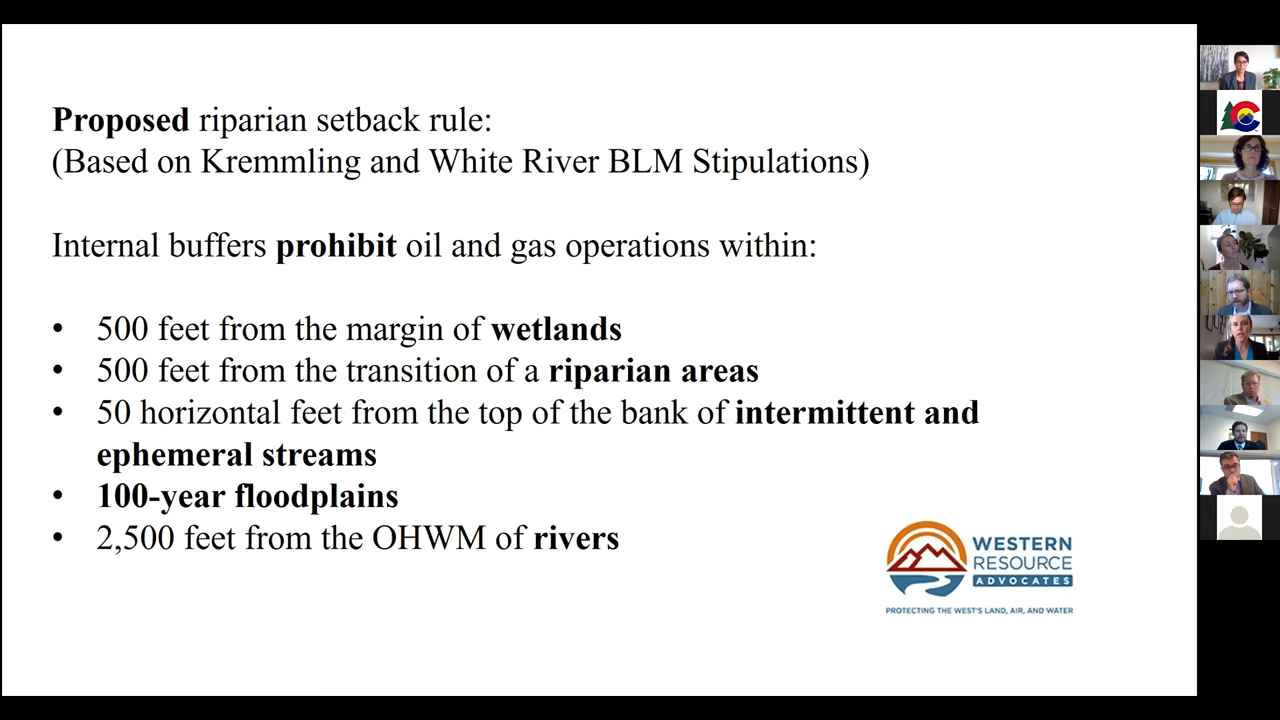 Proposed riparian setback rule:
(Based on Kremmling and White River BLM Stipulations)
Internal buffers prohibit oil and gas operations within:
• 500 feet from the margin of wetlands
• 500 feet from the transition of a riparian areas
• 50 horizontal feet from the top of the bank of intermittent and
ephemeral streams
• 100-year floodplains
• 2,500 feet from the OHWM of rivers
WESTERN
RESOURCE
ADVOCATES
PROTECTING THE WEST'S LAND, AIR, AND WATER